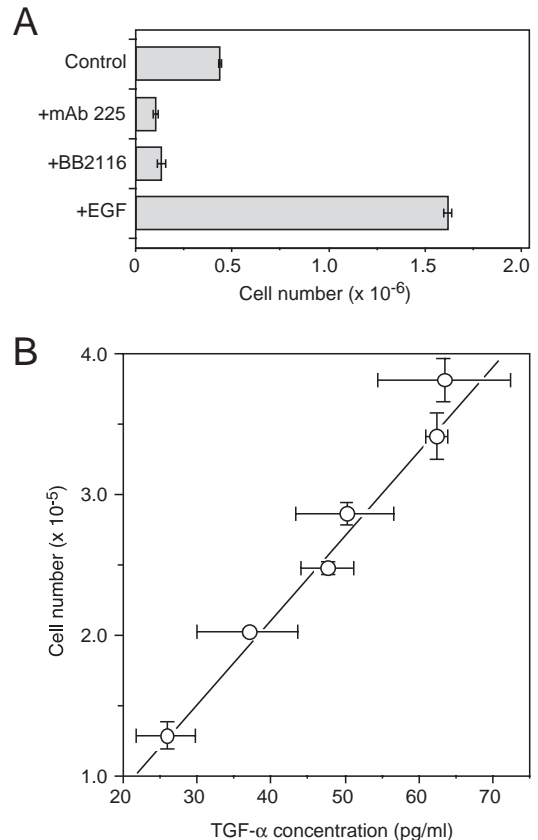 A
Control
+mAb 225
+BB2116
+EGF
0 0.5 1.0 1.5 2.0
Cell number (x 10-6)
B
4.0
3.0
2.0
1.0
Cell number (x 10-5)
20 30 40 50 60 70
TGF-α concentration (pg/ml)